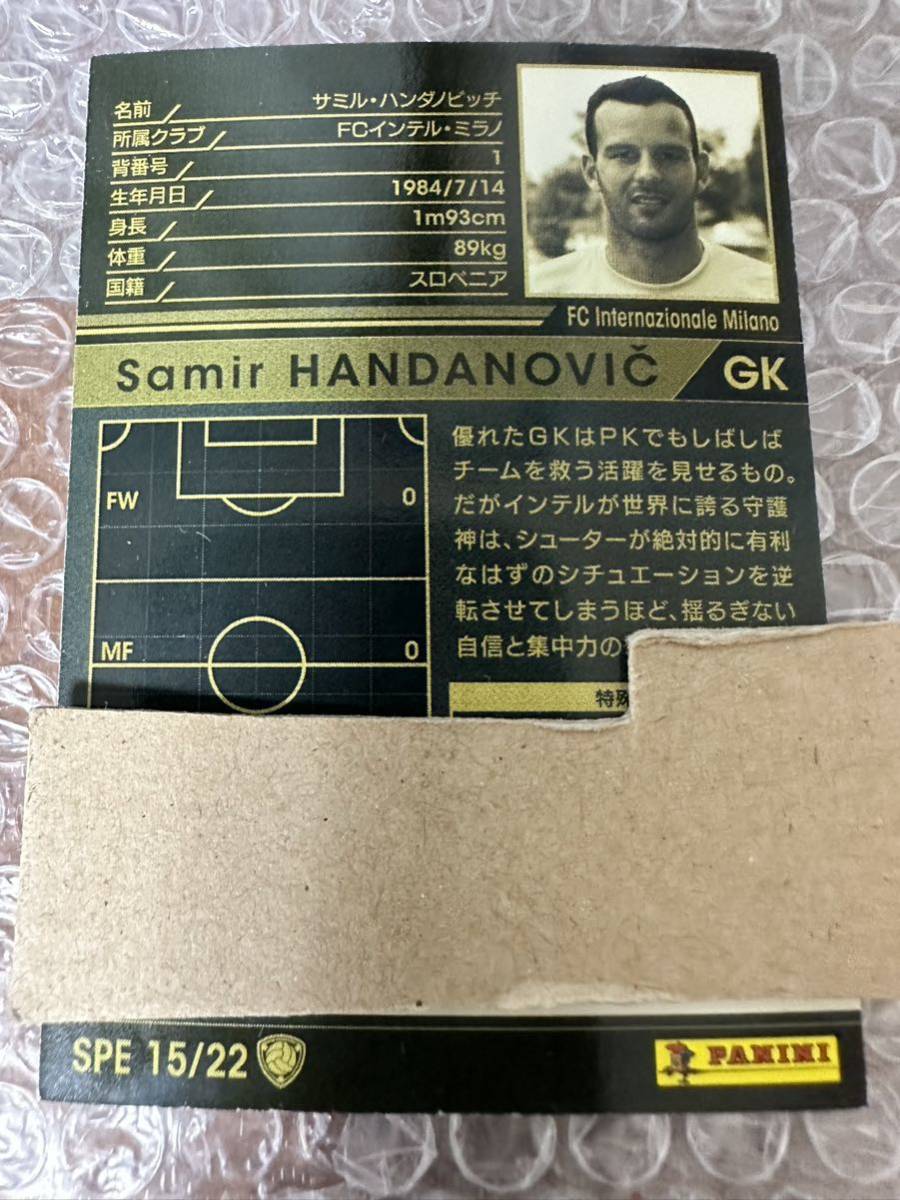 名前 サミル・ハンダノビッチ
所属クラブ FCインテル・ミラノ
背番号 1
生年月日 1984/7/14
身長 1m93cm
体重 89kg
国籍 スロベニア
FC Internazionale Milano
Samir HANDANOVIČ GK
FW 0
MF 0
優れたGKはPKでもしばしば
チームを救う活躍を見せるもの。
だがインテルが世界に誇る守護
神は、シューターが絶対的に有利
なはずのシチュエーションを逆
転させてしまうほど、揺るぎない
自信と集中力の
特殊
SPE 15/22
PANINI